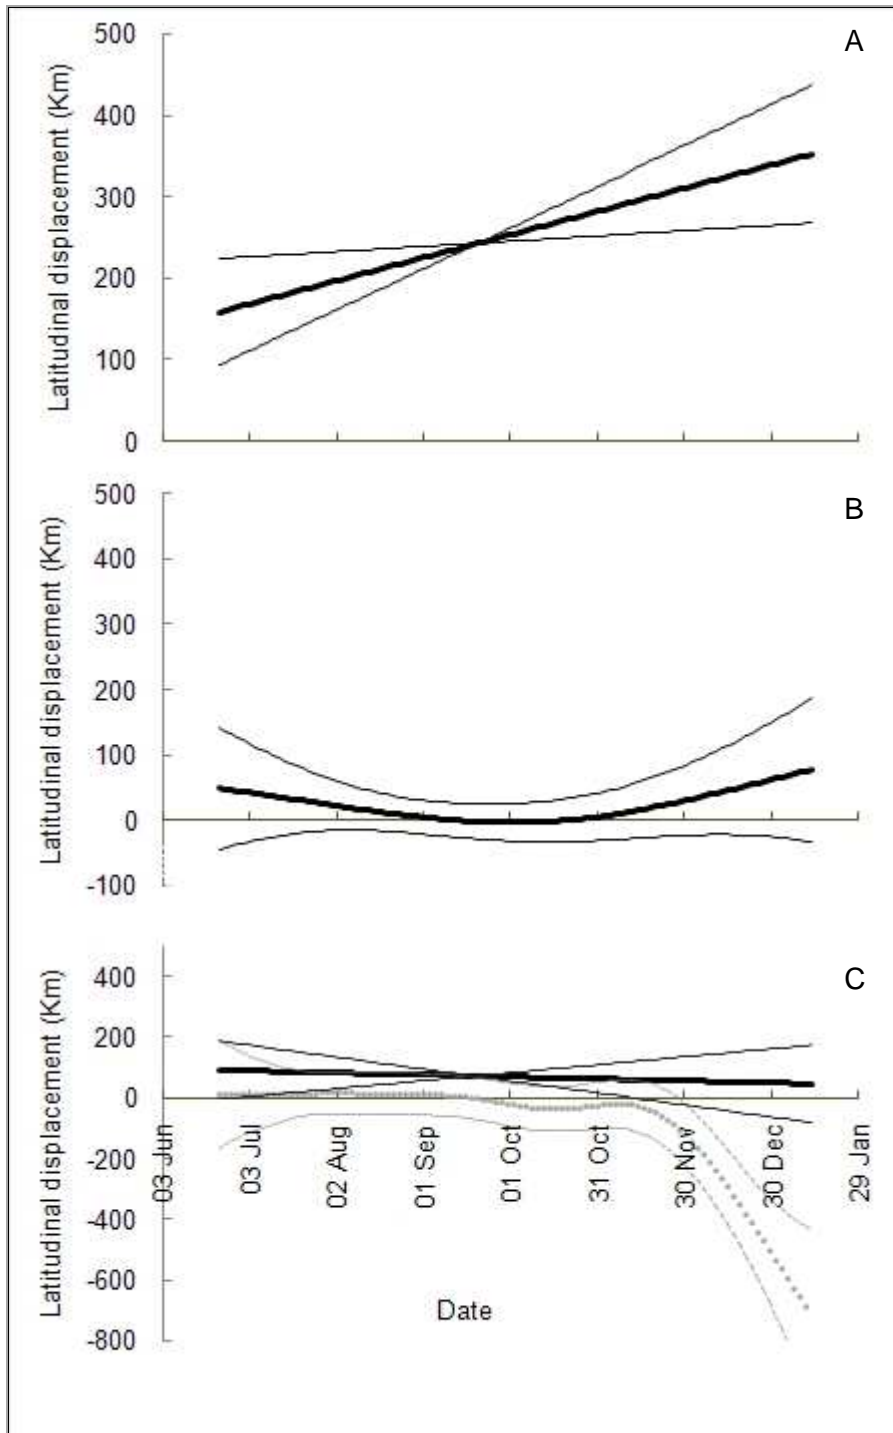 A
Latitudinal displacement (Km)
500
400
300
200
100
0
B
Latitudinal displacement (Km)
500
400
300
200
100
0
-100
C
Latitudinal displacement (Km)
400
200
0
-200
-400
-600
-800
03 Jun
03 Jul
02 Aug
01 Sep
01 Oct
31 Oct
30 Nov
30 Dec
29 Jan
Date